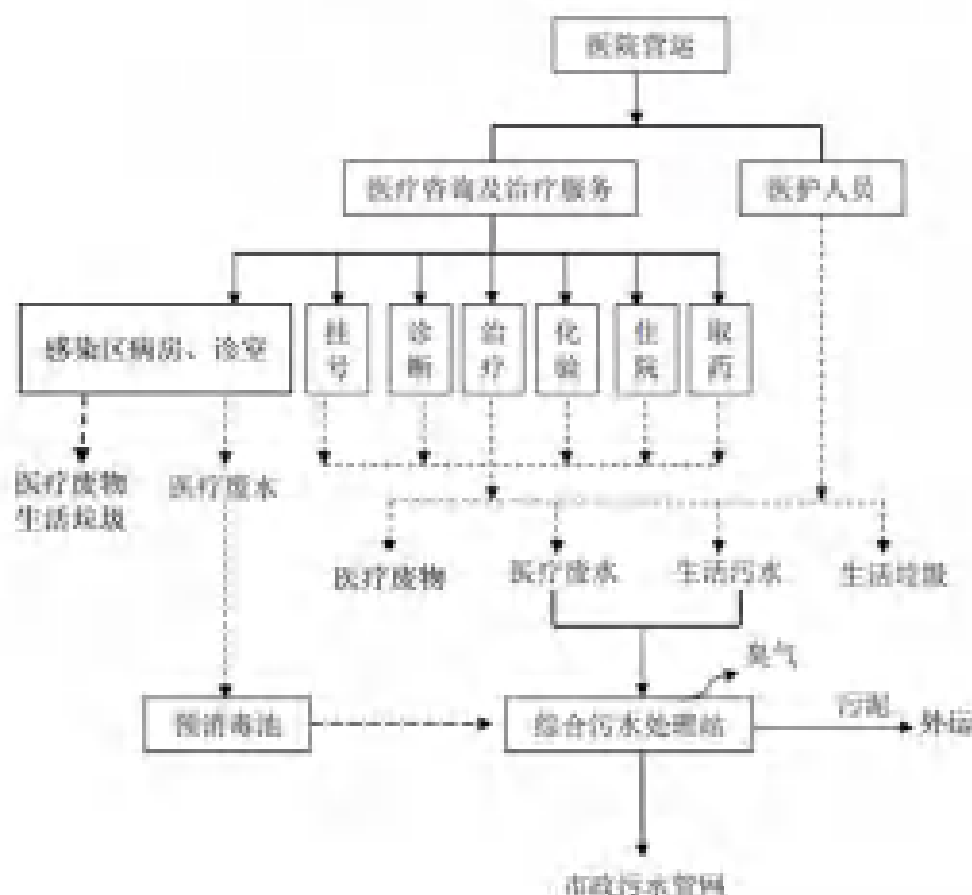 医院营运
医疗咨询及治疗服务
医护人员
感染区病房、诊室
挂号
诊断
治疗
化验
住院
取药
医疗废物
生活垃圾
医疗废水
医疗废物
医疗废水
生活污水
生活垃圾
臭气
预消毒池
综合污水处理站
污泥
外运
市政污水管网